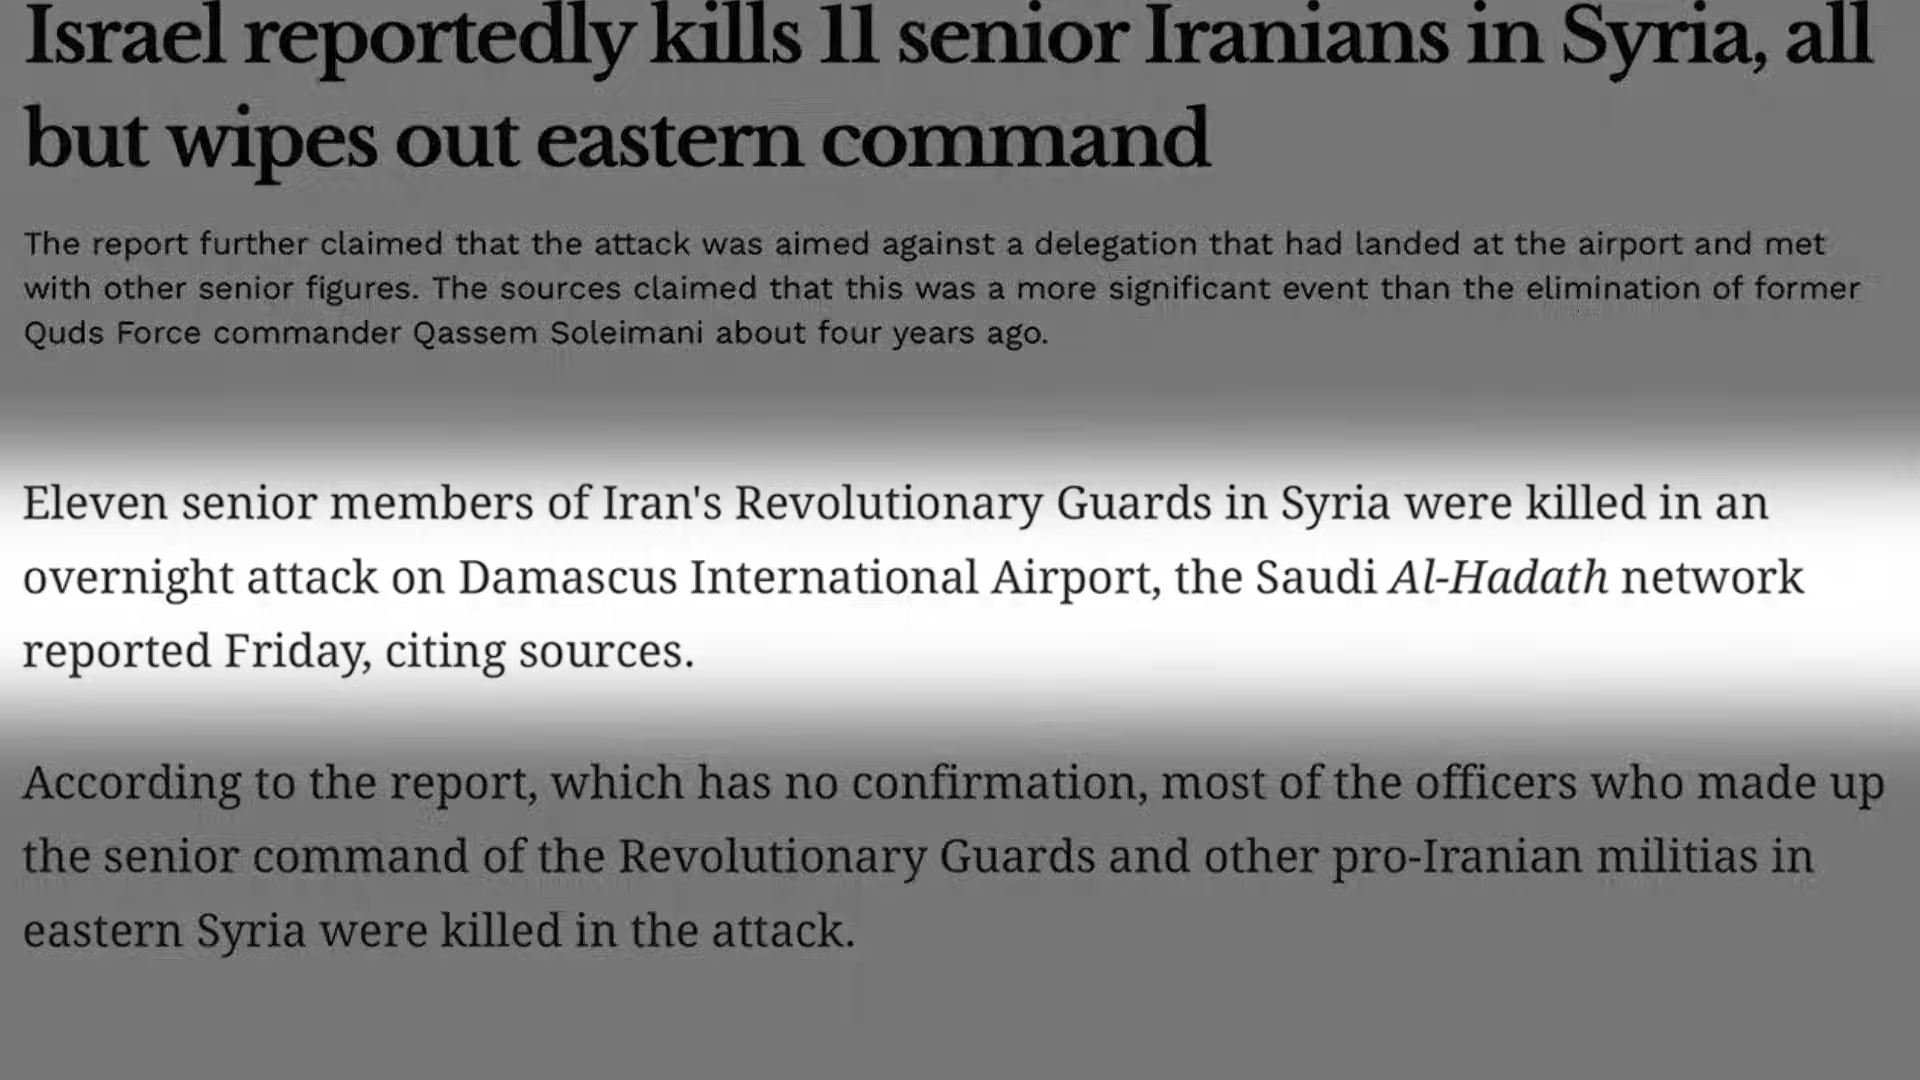 Israel reportedly kills 11 senior Iranians in Syria, all
but wipes out eastern command
The report further claimed that the attack was aimed against a delegation that had landed at the airport and met
with other senior figures. The sources claimed that this was a more significant event than the elimination of former
Quds Force commander Qassem Soleimani about four years ago.
Eleven senior members of Iran's Revolutionary Guards in Syria were killed in an
overnight attack on Damascus International Airport, the Saudi Al-Hadath network
reported Friday, citing sources.
According to the report, which has no confirmation, most of the officers who made up
the senior command of the Revolutionary Guards and other pro-Iranian militias in
eastern Syria were killed in the attack.